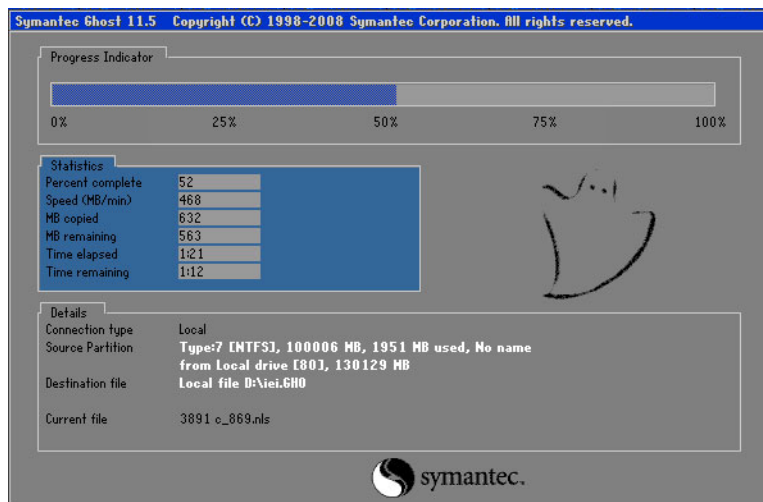 Symantec Ghost 11.5 Copyright (C) 1998-2008 Symantec Corporation. All rights reserved.
Progress Indicator
0% 25% 50% 75% 100%
Statistics
Percent complete 52
Speed (MB/min) 468
MB copied 632
MB remaining 563
Time elapsed 1:21
Time remaining 1:12
Details
Connection type Local
Source Partition Type:7 [NTFS], 100006 MB, 1951 MB used, No name
from Local drive [80], 130129 MB
Destination file Local file D:\iei.GHO
Current file 3891 c_869.nls
symantec.